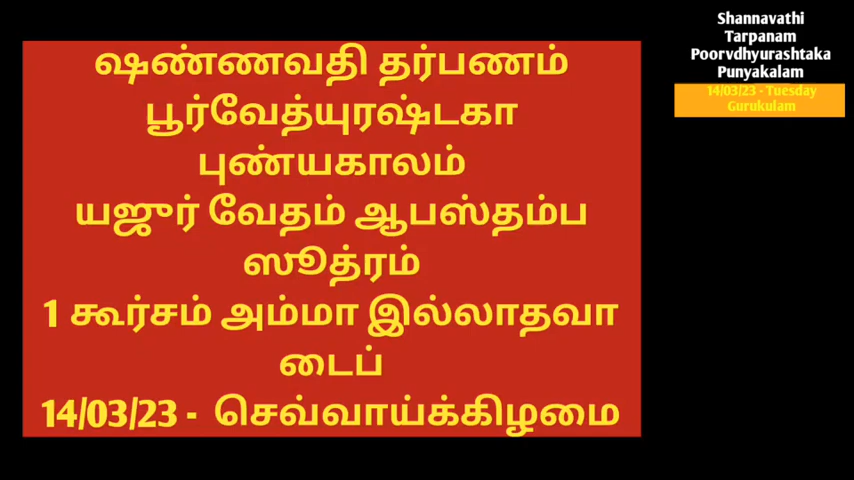 ஷண்ணவதி தர்பணம்
பூர்வேத்யுரஷ்டகா
புண்யகாலம்
யஜுர் வேதம் ஆபஸ்தம்ப
ஸூத்ரம்
1 கூர்சம் அம்மா இல்லாதவா
டைப்
14/03/23 - செவ்வாய்க்கிழமை
Shannavathi
Tarpanam
Poorvdhyurashtaka
Punyakalam
14/03/23 - Tuesday
Gurukulam